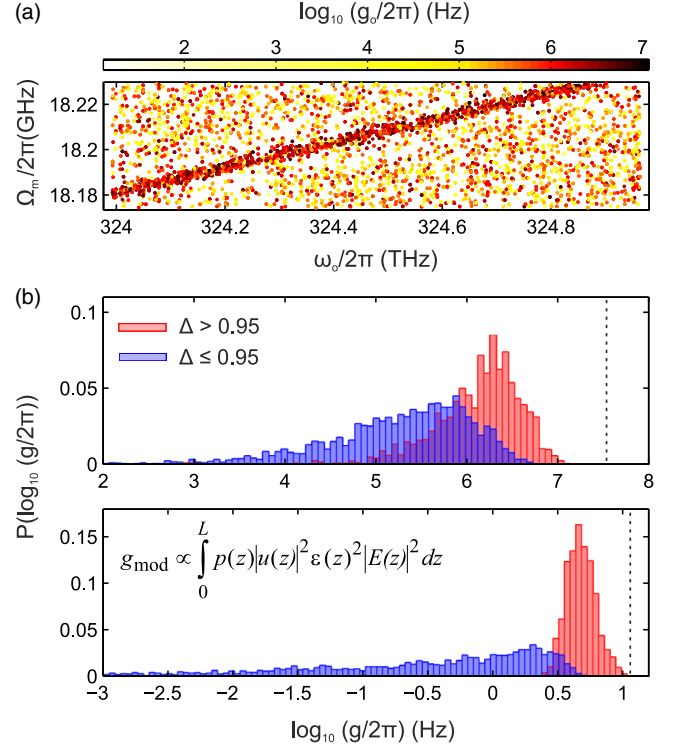 (a)
log₁₀ (gₒ/2π) (Hz)
2 3 4 5 6 7
Ωₘ/2π(GHz)
18.22
18.2
18.18
324 324.2 324.4 324.6 324.8
ωₒ/2π (THz)
(b)
P(log₁₀ (g/2π))
0.1
0.05
0
Δ > 0.95
Δ ≤ 0.95
2 3 4 5 6 7 8
0.15
0.1
0.05
0
g_mod ∝ ∫₀ᴸ p(z)|u(z)|² ε(z)² |E(z)|² dz
-3 -2.5 -2 -1.5 -1 -0.5 0 0.5 1
log₁₀ (g/2π) (Hz)